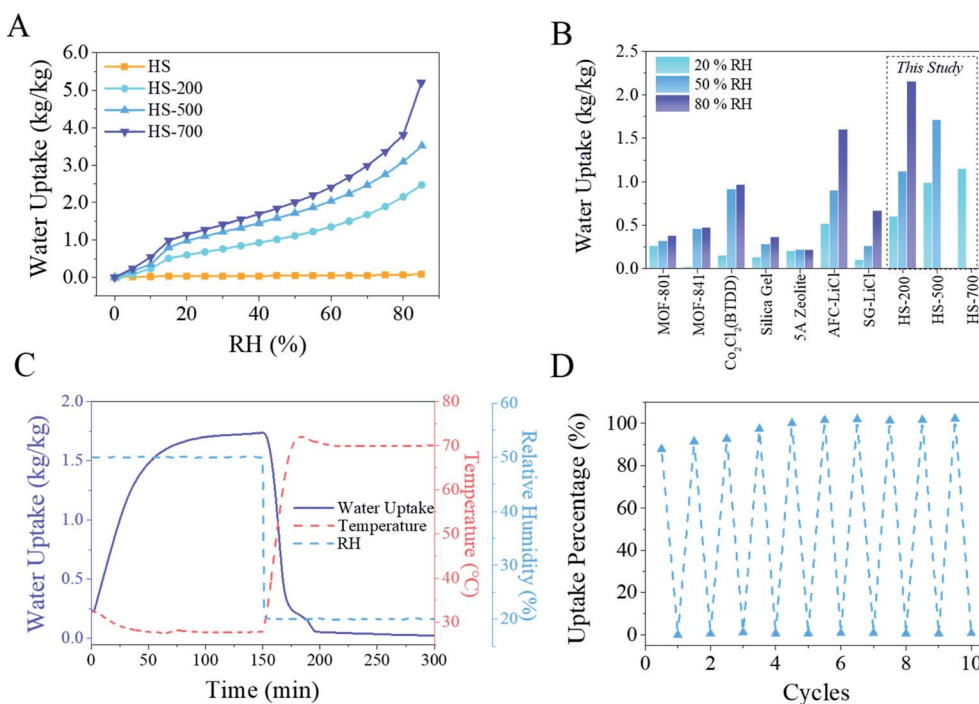 A
Water Uptake (kg/kg)
6.0
5.0
4.0
3.0
2.0
1.0
0.0
HS
HS-200
HS-500
HS-700
0
20
40
60
80
RH (%)
B
Water Uptake (kg/kg)
2.5
2.0
1.5
1.0
0.5
0.0
20 % RH
50 % RH
80 % RH
This Study
MOF-801
MOF-841
Co₂Cl₂(BTDD)
Silica Gel
5A Zeolite
AFC-LiCl
SG-LiCl
HS-200
HS-500
HS-700
C
Water Uptake (kg/kg)
2.0
1.5
1.0
0.5
0.0
Water Uptake
Temperature
RH
0
50
100
150
200
250
300
Time (min)
80
70
60
50
40
30
Temperature (°C)
60
50
40
30
20
10
Relative Humidity (%)
D
Uptake Percentage (%)
100
80
60
40
20
0
0
2
4
6
8
10
Cycles